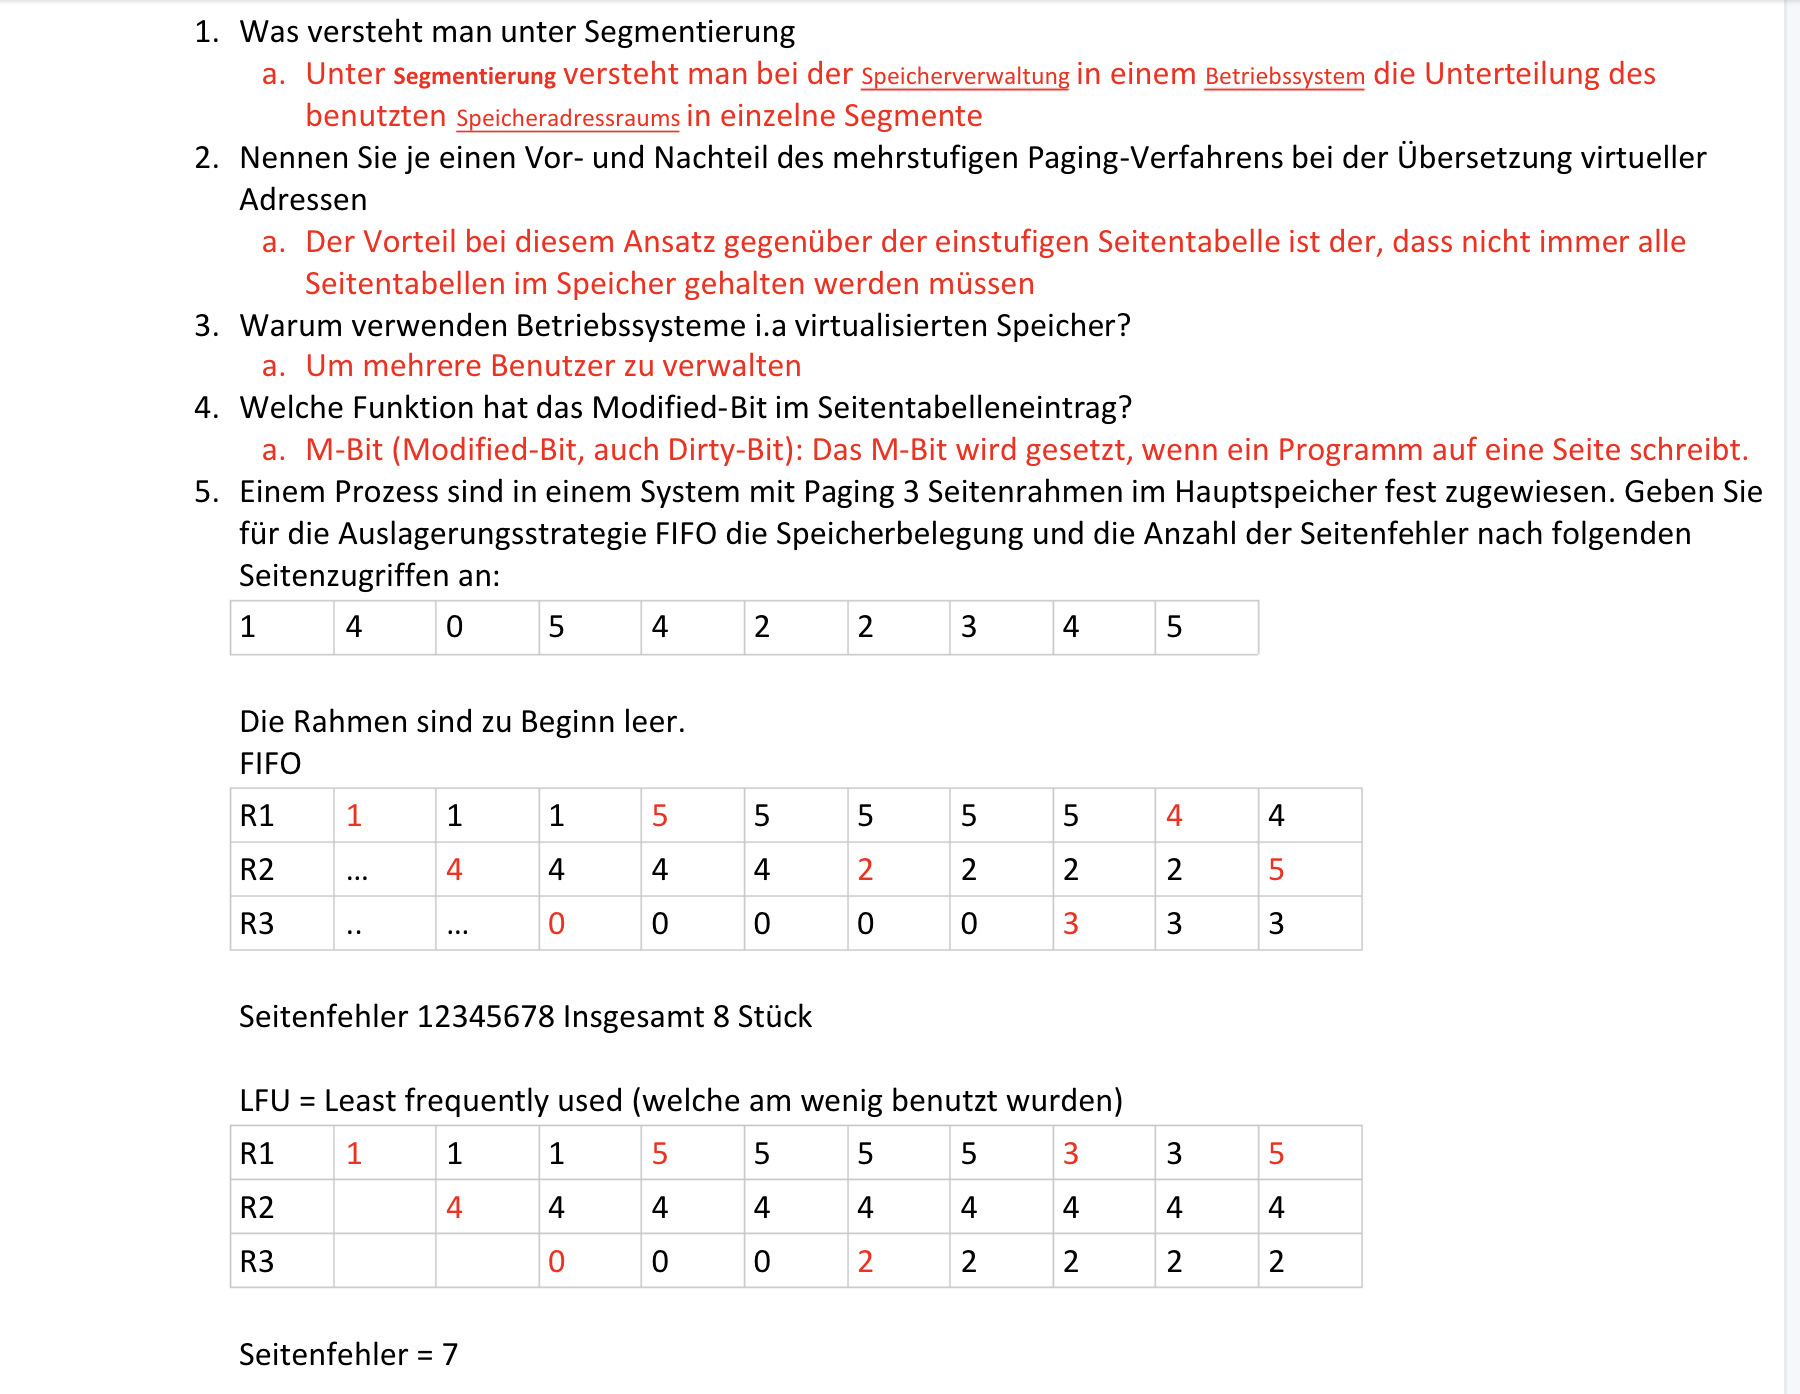 1. Was versteht man unter Segmentierung
a. Unter Segmentierung versteht man bei der Speicherverwaltung in einem Betriebssystem die Unterteilung des
benutzten Speicheradressraums in einzelne Segmente
2. Nennen Sie je einen Vor- und Nachteil des mehrstufigen Paging-Verfahrens bei der Übersetzung virtueller
Adressen
a. Der Vorteil bei diesem Ansatz gegenüber der einstufigen Seitentabelle ist der, dass nicht immer alle
Seitentabellen im Speicher gehalten werden müssen
3. Warum verwenden Betriebssysteme i.a virtualisierten Speicher?
a. Um mehrere Benutzer zu verwalten
4. Welche Funktion hat das Modified-Bit im Seitentabelleneintrag?
a. M-Bit (Modified-Bit, auch Dirty-Bit): Das M-Bit wird gesetzt, wenn ein Programm auf eine Seite schreibt.
5. Einem Prozess sind in einem System mit Paging 3 Seitenrahmen im Hauptspeicher fest zugewiesen. Geben Sie
für die Auslagerungsstrategie FIFO die Speicherbelegung und die Anzahl der Seitenfehler nach folgenden
Seitenzugriffen an:
1 4 0 5 4 2 2 3 4 5
Die Rahmen sind zu Beginn leer.
FIFO
R1 1 1 1 5 5 5 5 5 4 4
R2 ... 4 4 4 4 2 2 2 2 5
R3 .. ... 0 0 0 0 0 3 3 3
Seitenfehler 12345678 Insgesamt 8 Stück
LFU = Least frequently used (welche am wenig benutzt wurden)
R1 1 1 1 5 5 5 5 3 3 5
R2 4 4 4 4 4 4 4 4 4
R3 0 0 0 2 2 2 2 2
Seitenfehler = 7